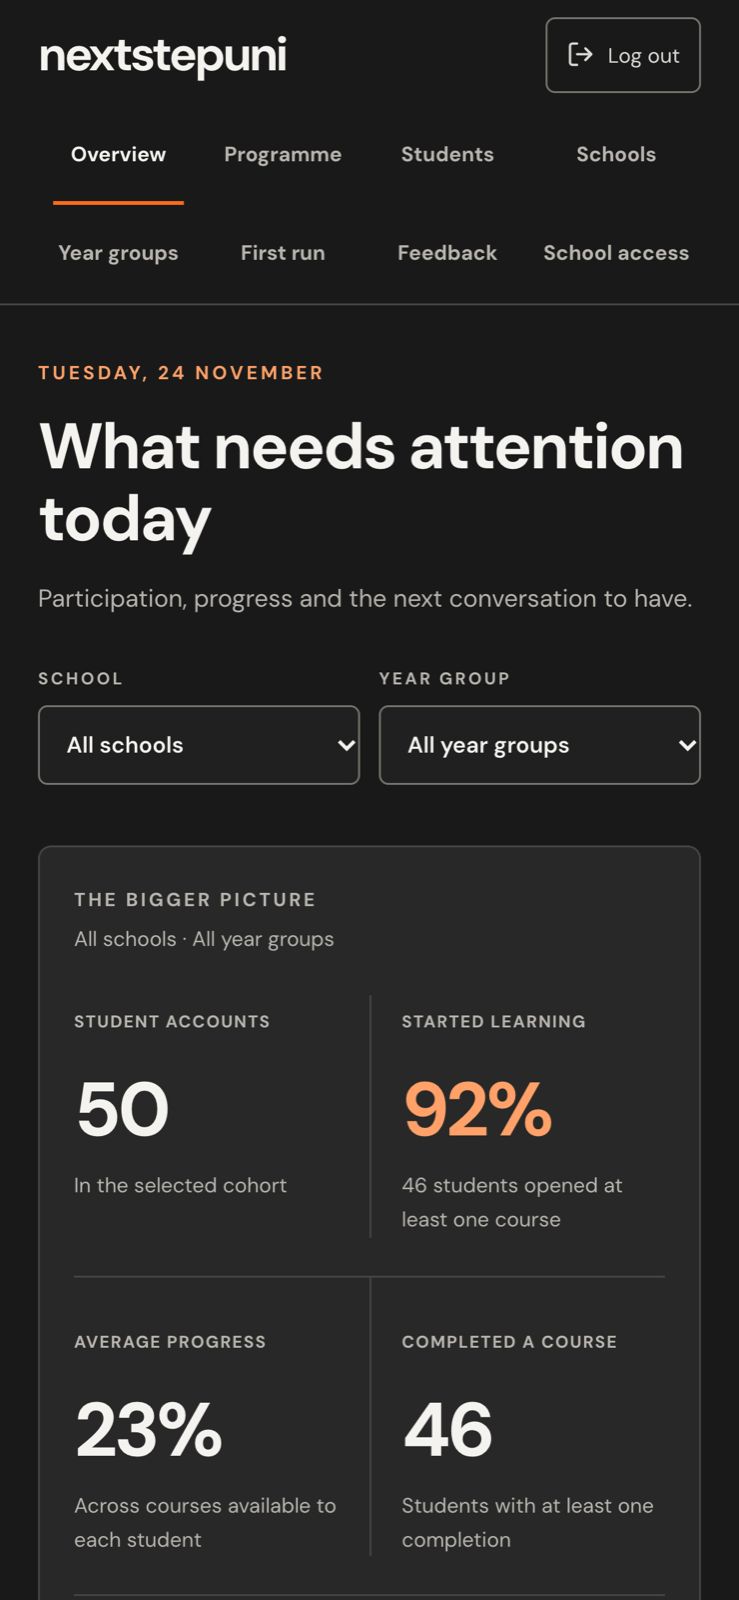 nextstepuni
Log out
Overview
Programme
Students
Schools
Year groups
First run
Feedback
School access
TUESDAY, 24 NOVEMBER
What needs attention
today
Participation, progress and the next conversation to have.
SCHOOL
YEAR GROUP
All schools
All year groups
THE BIGGER PICTURE
All schools · All year groups
STUDENT ACCOUNTS
50
In the selected cohort
STARTED LEARNING
92%
46 students opened at
least one course
AVERAGE PROGRESS
23%
Across courses available to
each student
COMPLETED A COURSE
46
Students with at least one
completion